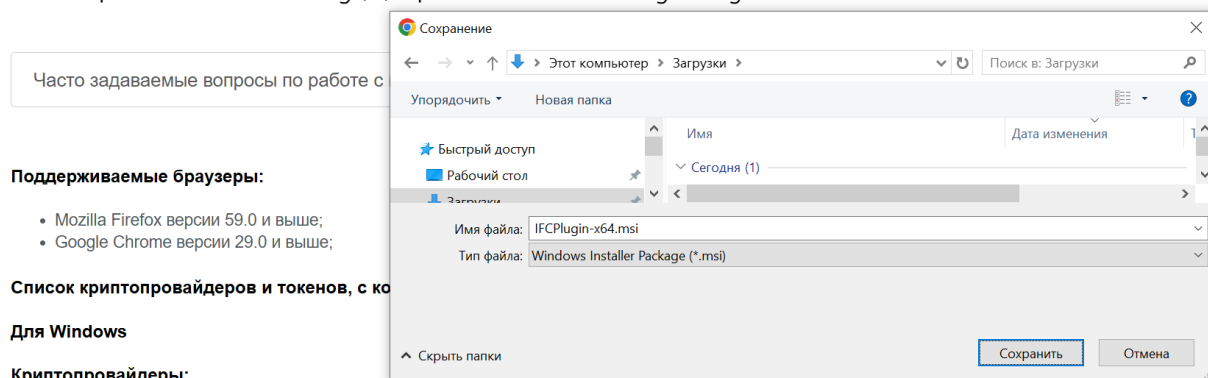 Сохранение
Этот компьютер
Загрузки
Поиск в: Загрузки
Упорядочить
Новая папка
Имя
Дата изменения
Быстрый доступ
Сегодня (1)
Рабочий стол
Загрузки
Имя файла: IFCPlugin-x64.msi
Тип файла: Windows Installer Package (*.msi)
Скрыть папки
Сохранить
Отмена
Часто задаваемые вопросы по работе с
Поддерживаемые браузеры:
• Mozilla Firefox версии 59.0 и выше;
• Google Chrome версии 29.0 и выше;
Список криптопровайдеров и токенов, с
Для Windows
Криптопровайдеры: